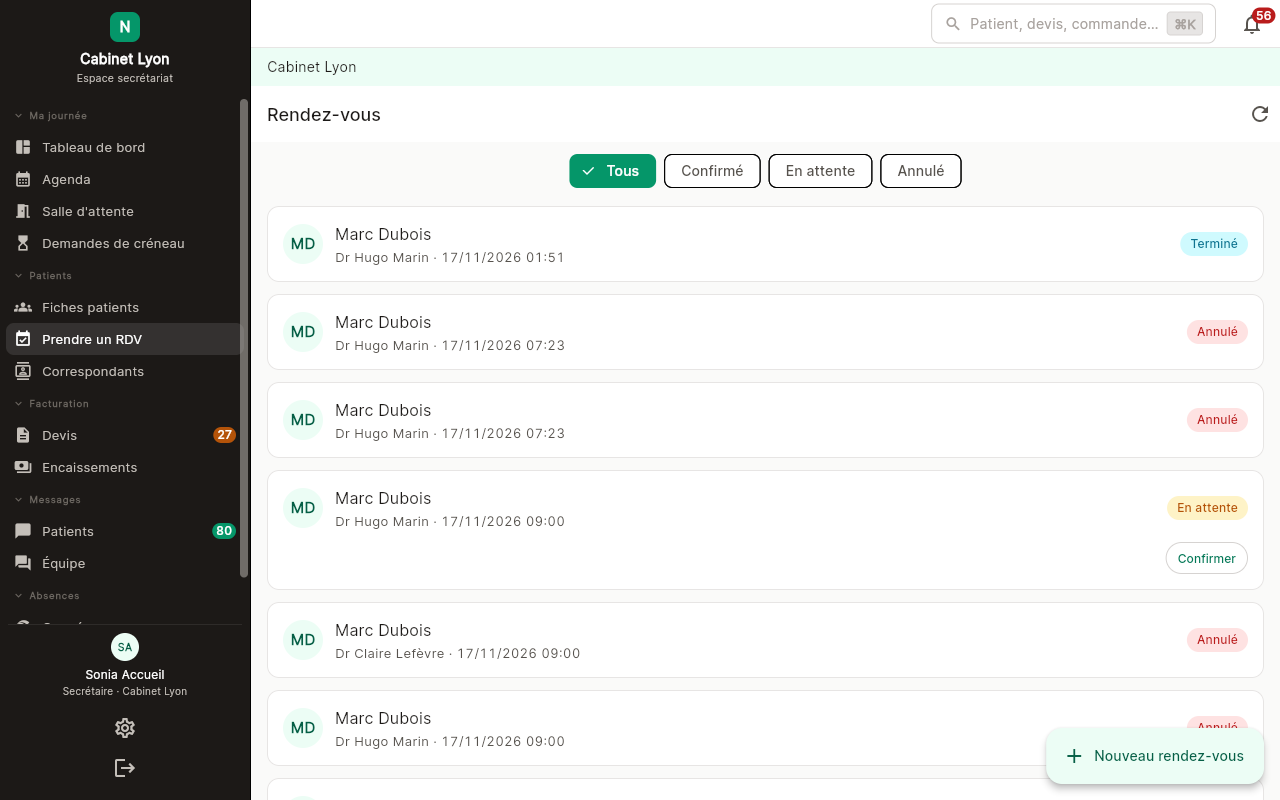 N
Cabinet Lyon
Espace secrétariat
Ma journée
Tableau de bord
Agenda
Salle d'attente
Demandes de créneau
Patients
Fiches patients
Prendre un RDV
Correspondants
Facturation
Devis 27
Encaissements
Messages
Patients 80
Équipe
Absences
SA
Sonia Accueil
Secrétaire · Cabinet Lyon
Patient, devis, commande... ⌘K
56
Cabinet Lyon
Rendez-vous
Tous Confirmé En attente Annulé
MD Marc Dubois Terminé
Dr Hugo Marin · 17/11/2026 01:51
MD Marc Dubois Annulé
Dr Hugo Marin · 17/11/2026 07:23
MD Marc Dubois Annulé
Dr Hugo Marin · 17/11/2026 07:23
MD Marc Dubois En attente
Dr Hugo Marin · 17/11/2026 09:00
Confirmer
MD Marc Dubois Annulé
Dr Claire Lefèvre · 17/11/2026 09:00
MD Marc Dubois Annulé
Dr Hugo Marin · 17/11/2026 09:00
Nouveau rendez-vous